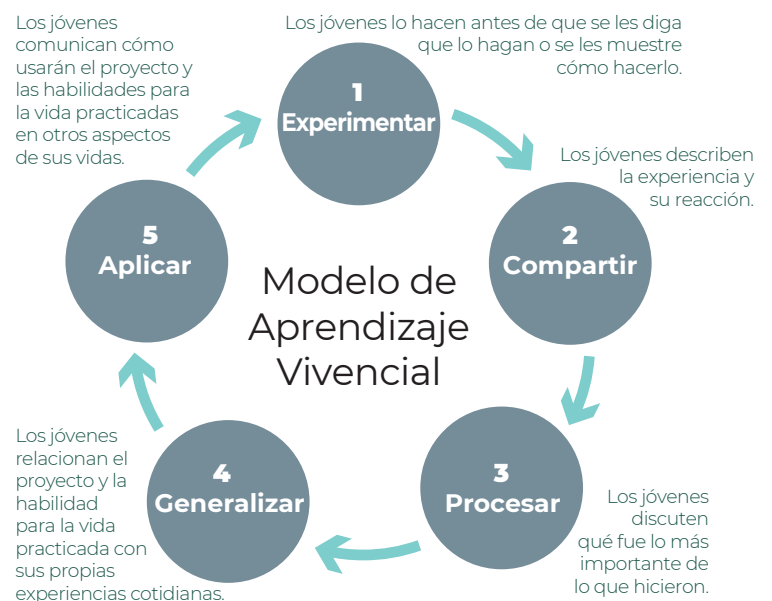 Modelo de
Aprendizaje
Vivencial
1
Experimentar
Los jóvenes lo hacen antes de que se les diga
que lo hagan o se les muestre
cómo hacerlo.
2
Compartir
Los jóvenes describen
la experiencia y
su reacción.
3
Procesar
Los jóvenes
discuten
qué fue lo más
importante de
lo que hicieron.
4
Generalizar
Los jóvenes
relacionan el
proyecto y la
habilidad
para la vida
practicada con
sus propias
experiencias cotidianas.
5
Aplicar
Los jóvenes
comunican cómo
usarán el proyecto y
las habilidades para
la vida practicadas
en otros aspectos
de sus vidas.